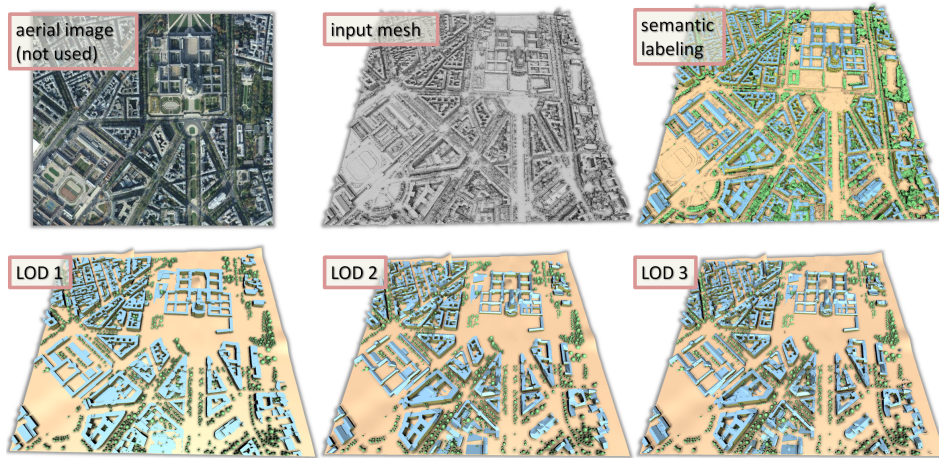 aerial image
(not used)
input mesh
semantic
labeling
LOD 1
LOD 2
LOD 3